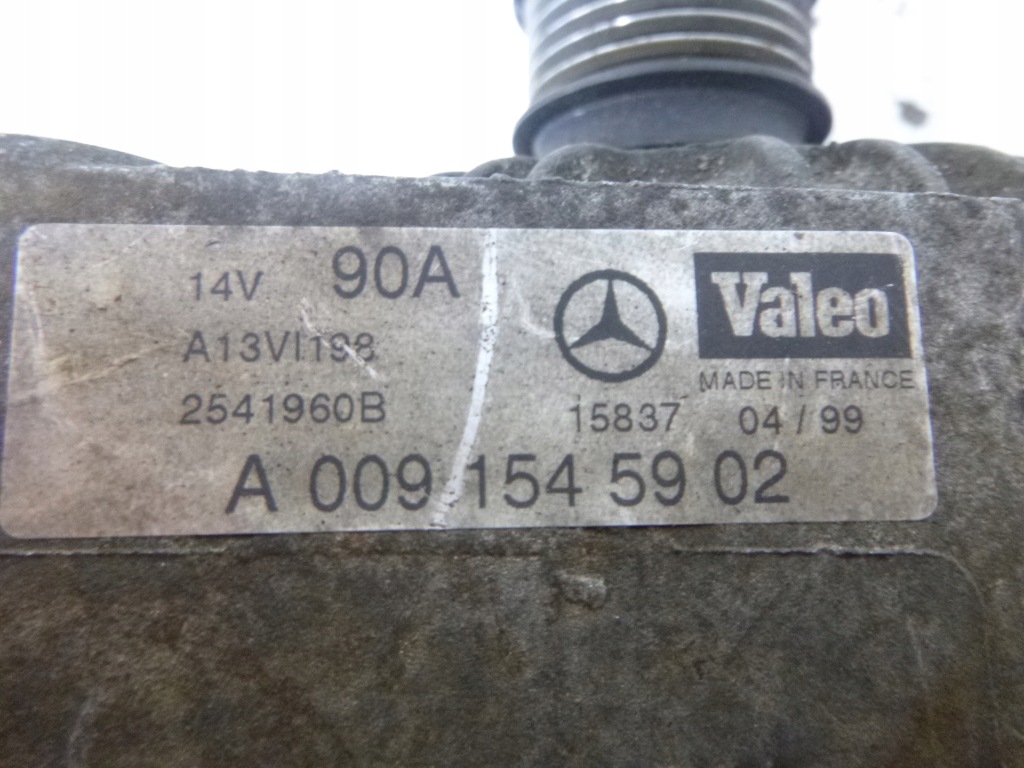 14V 90A
Valeo
A13VI198
MADE IN FRANCE
2541960B 15837 04 / 99
A 009 154 59 02